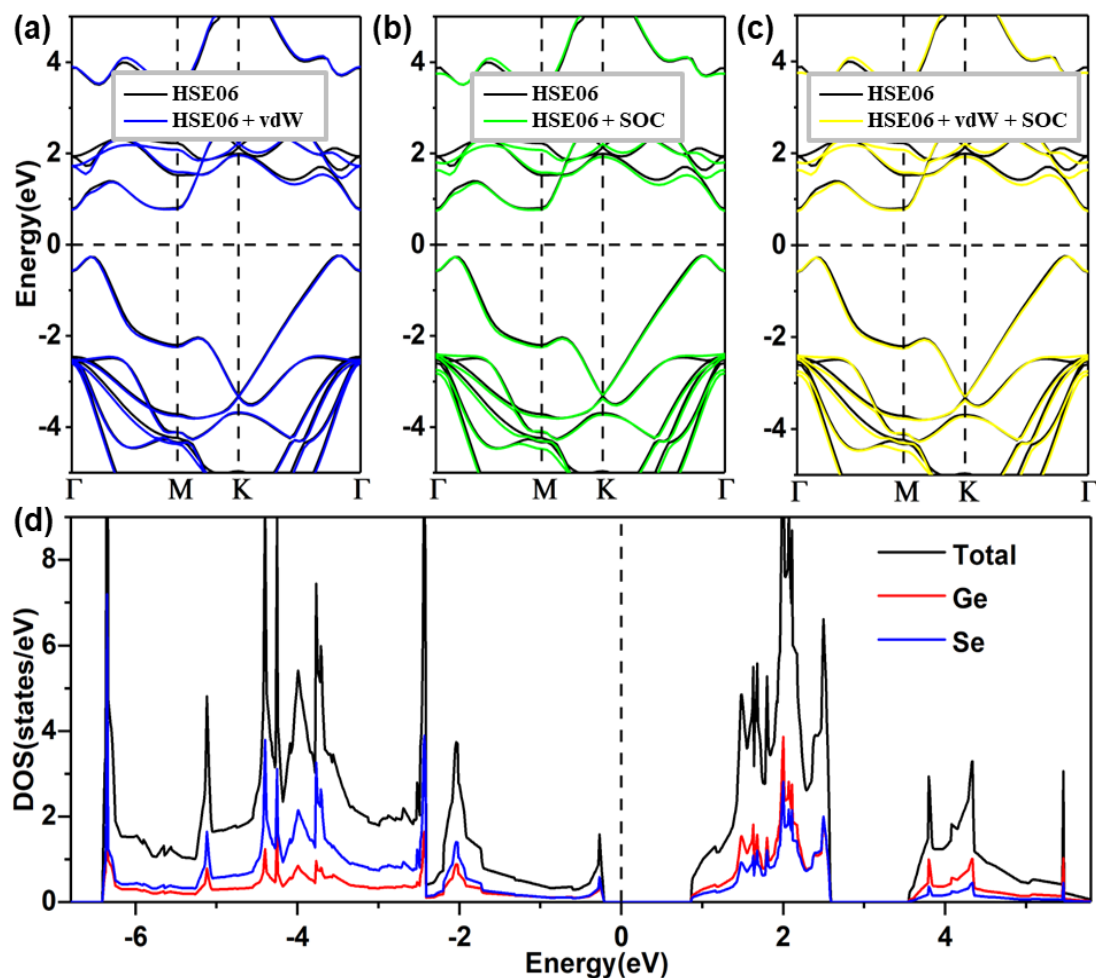 (a)
(b)
(c)
HSE06
HSE06 + vdW
HSE06
HSE06 + SOC
HSE06
HSE06 + vdW + SOC
Energy(eV)
4
2
0
-2
-4
4
2
0
-2
-4
4
2
0
-2
-4
Γ M K Γ
Γ M K Γ
Γ M K Γ
(d)
Total
Ge
Se
DOS(states/eV)
8
6
4
2
0
-6 -4 -2 0 2 4
Energy(eV)